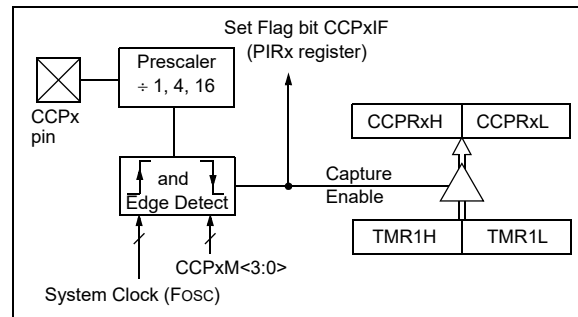 Set Flag bit CCPxIF
(PIRx register)
Prescaler
÷ 1, 4, 16
CCPx
pin
CCPRxH
CCPRxL
and
Edge Detect
Capture
Enable
TMR1H
TMR1L
CCPxM<3:0>
System Clock (FOSC)